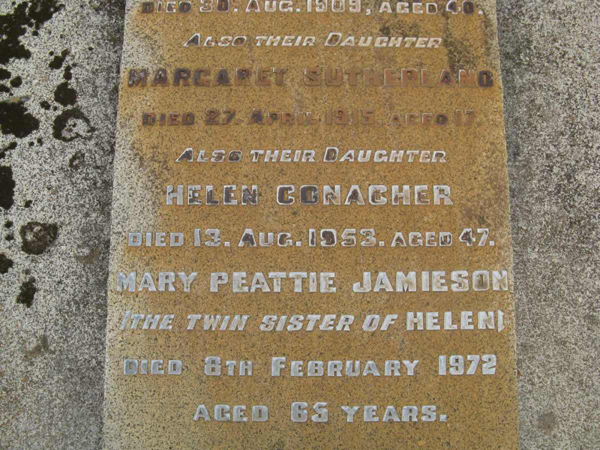 DIED 30. AUG. 1909, AGED 40.
ALSO THEIR DAUGHTER
MARGARET SUTHERLAND
DIED 27. APRIL 1915. AGED 17.
ALSO THEIR DAUGHTER
HELEN CONACHER
DIED 13. AUG. 1953. AGED 47.
MARY PEATTIE JAMIESON
(THE TWIN SISTER OF HELEN)
DIED 8TH FEBRUARY 1972
AGED 65 YEARS.